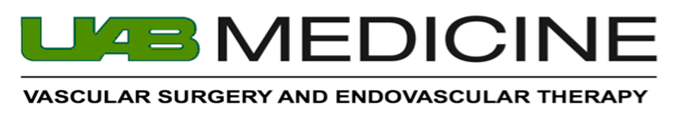 UAB MEDICINE
VASCULAR SURGERY AND ENDOVASCULAR THERAPY